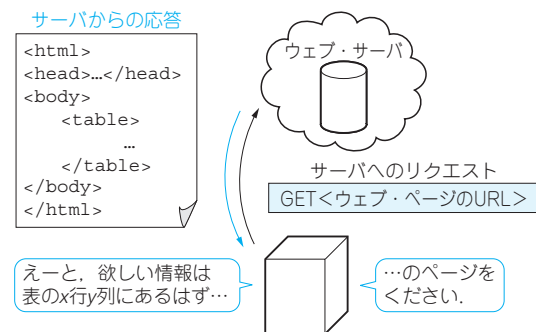 サーバからの応答
<html>
<head>…</head>
<body>
<table>
…
</table>
</body>
</html>
ウェブ・サーバ
サーバへのリクエスト
GET<ウェブ・ページのURL>
えーと，欲しい情報は
表のx行y列にあるはず…
…のページを
ください．